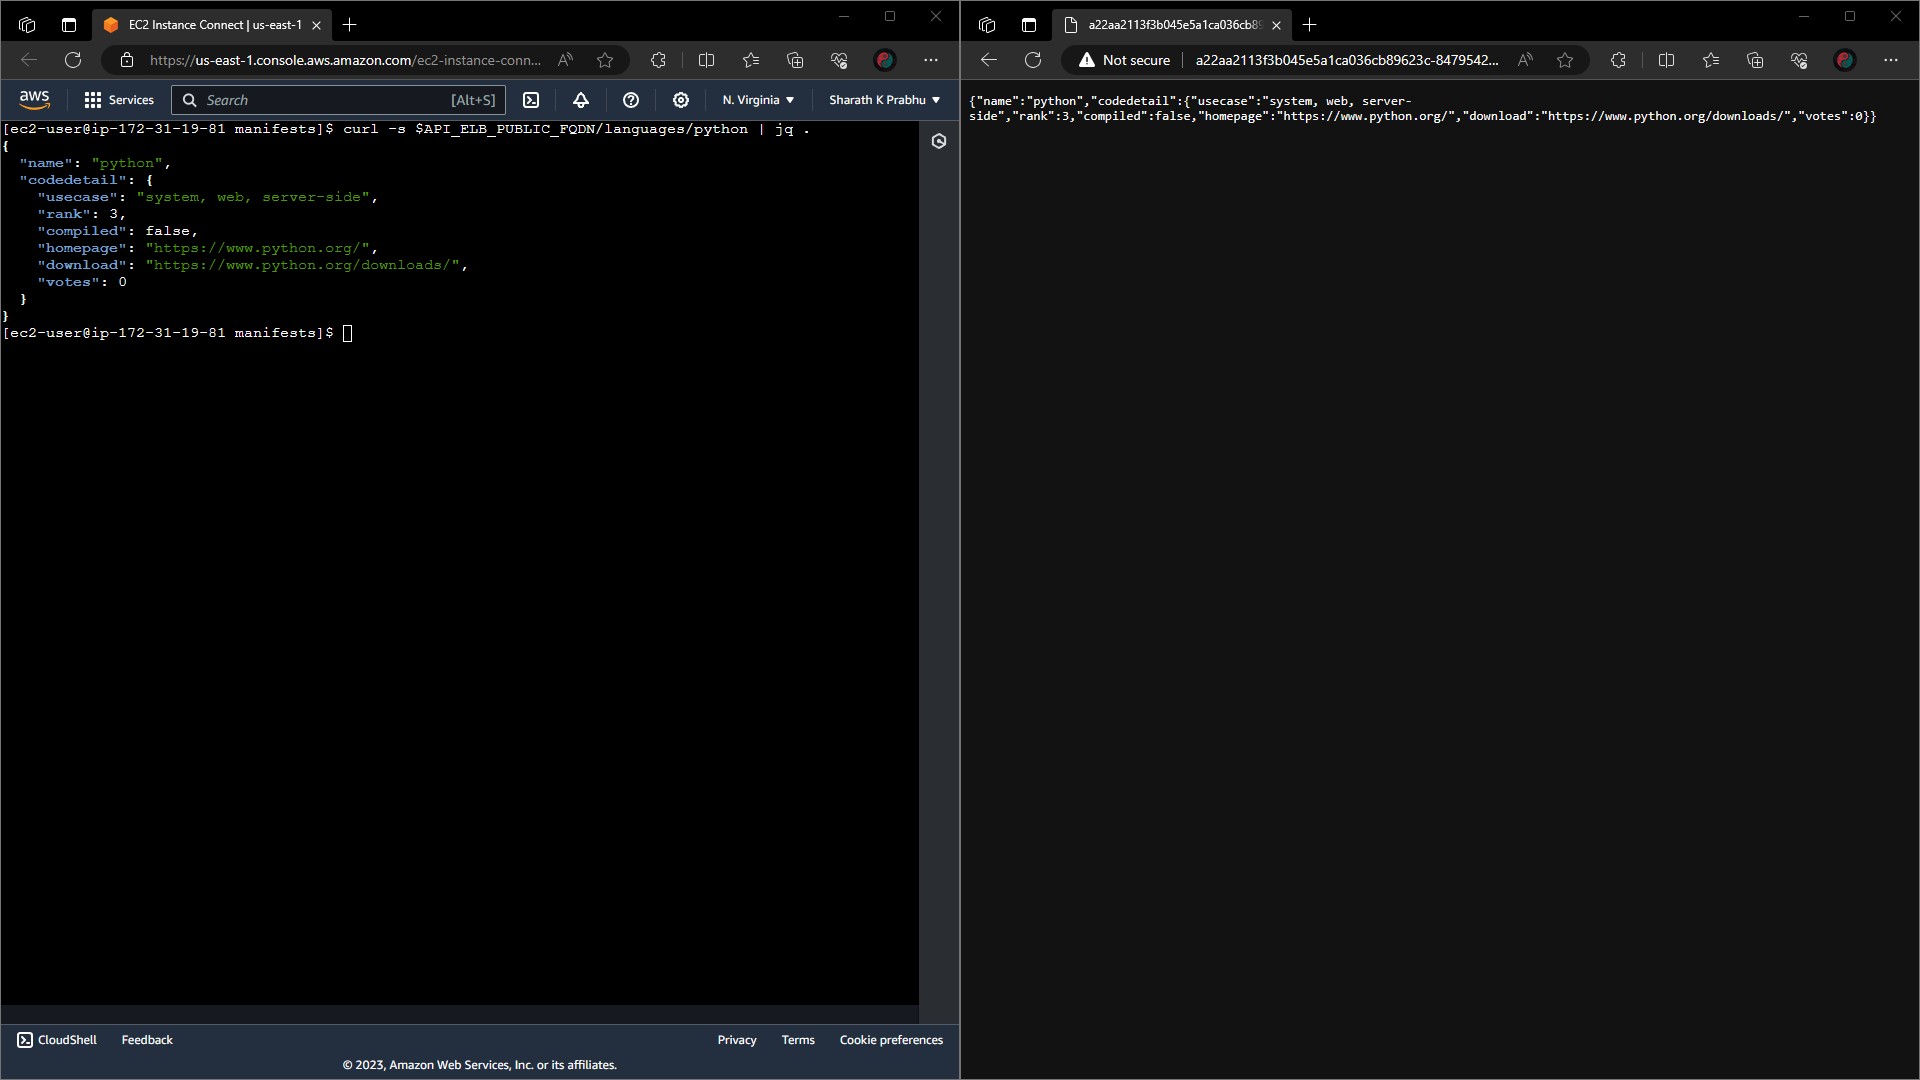 EC2 Instance Connect | us-east-1
https://us-east-1.console.aws.amazon.com/ec2-instance-conn...
aws
Services
Search
[Alt+S]
N. Virginia
Sharath K Prabhu
[ec2-user@ip-172-31-19-81 manifests]$ curl -s $API_ELB_PUBLIC_FQDN/languages/python | jq .
{
  "name": "python",
  "codedetail": {
    "usecase": "system, web, server-side",
    "rank": 3,
    "compiled": false,
    "homepage": "https://www.python.org/",
    "download": "https://www.python.org/downloads/",
    "votes": 0
  }
}
[ec2-user@ip-172-31-19-81 manifests]$
CloudShell
Feedback
Privacy
Terms
Cookie preferences
© 2023, Amazon Web Services, Inc. or its affiliates.
a22aa2113f3b045e5a1ca036cb89
Not secure
a22aa2113f3b045e5a1ca036cb89623c-8479542...
{"name":"python","codedetail":{"usecase":"system, web, server-
side","rank":3,"compiled":false,"homepage":"https://www.python.org/","download":"https://www.python.org/downloads/","votes":0}}